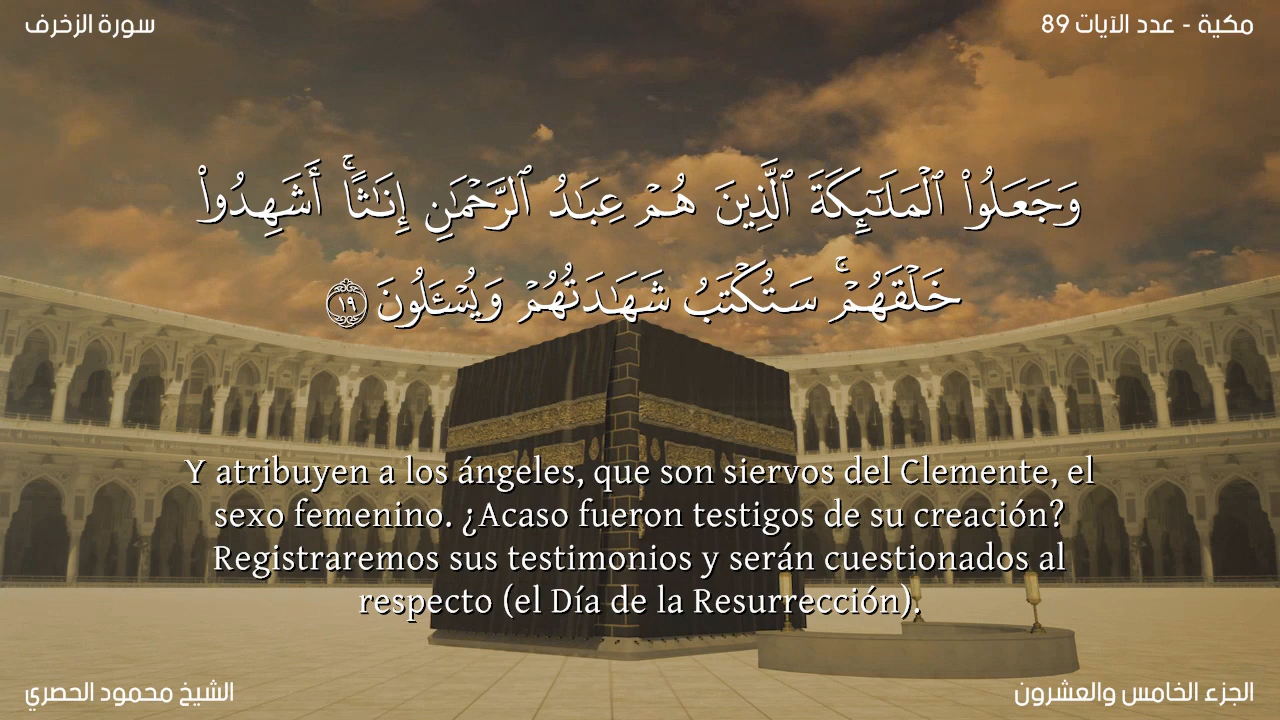 سورة الزخرف
مكية - عدد الآيات 89
وَجَعَلُوا۟ ٱلْمَلَـٰٓئِكَةَ ٱلَّذِينَ هُمْ عِبَـٰدُ ٱلرَّحْمَـٰنِ إِنَـٰثًا ۚ أَشَهِدُوا۟
خَلْقَهُمْ ۚ سَتُكْتَبُ شَهَـٰدَتُهُمْ وَيُسْـَٔلُونَ ١٩
Y atribuyen a los ángeles, que son siervos del Clemente, el
sexo femenino. ¿Acaso fueron testigos de su creación?
Registraremos sus testimonios y serán cuestionados al
respecto (el Día de la Resurrección).
الشيخ محمود الحصري
الجزء الخامس والعشرون